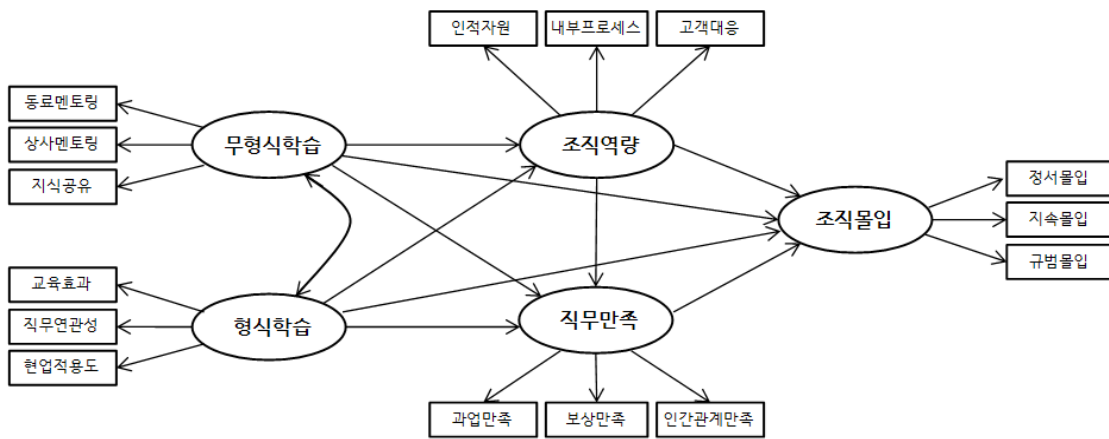 인적자원
내부프로세스
고객대응
동료멘토링
상사멘토링
지식공유
무형식학습
조직역량
조직몰입
정서몰입
지속몰입
규범몰입
교육효과
직무연관성
현업적용도
형식학습
직무만족
과업만족
보상만족
인간관계만족